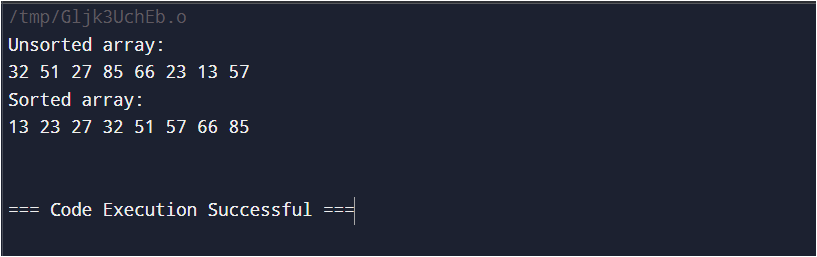 /tmp/Gljk3UchEb.o
Unsorted array:
32 51 27 85 66 23 13 57
Sorted array:
13 23 27 32 51 57 66 85
=== Code Execution Successful ===